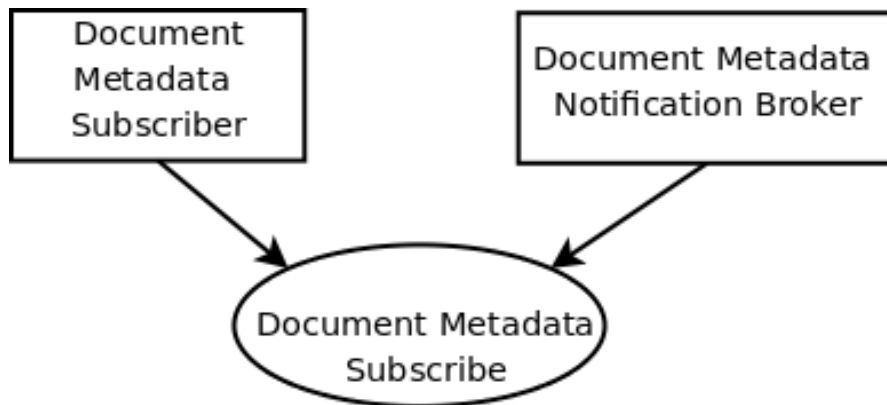 Document
Metadata
Subscriber
Document Metadata
Notification Broker
Document Metadata
Subscribe